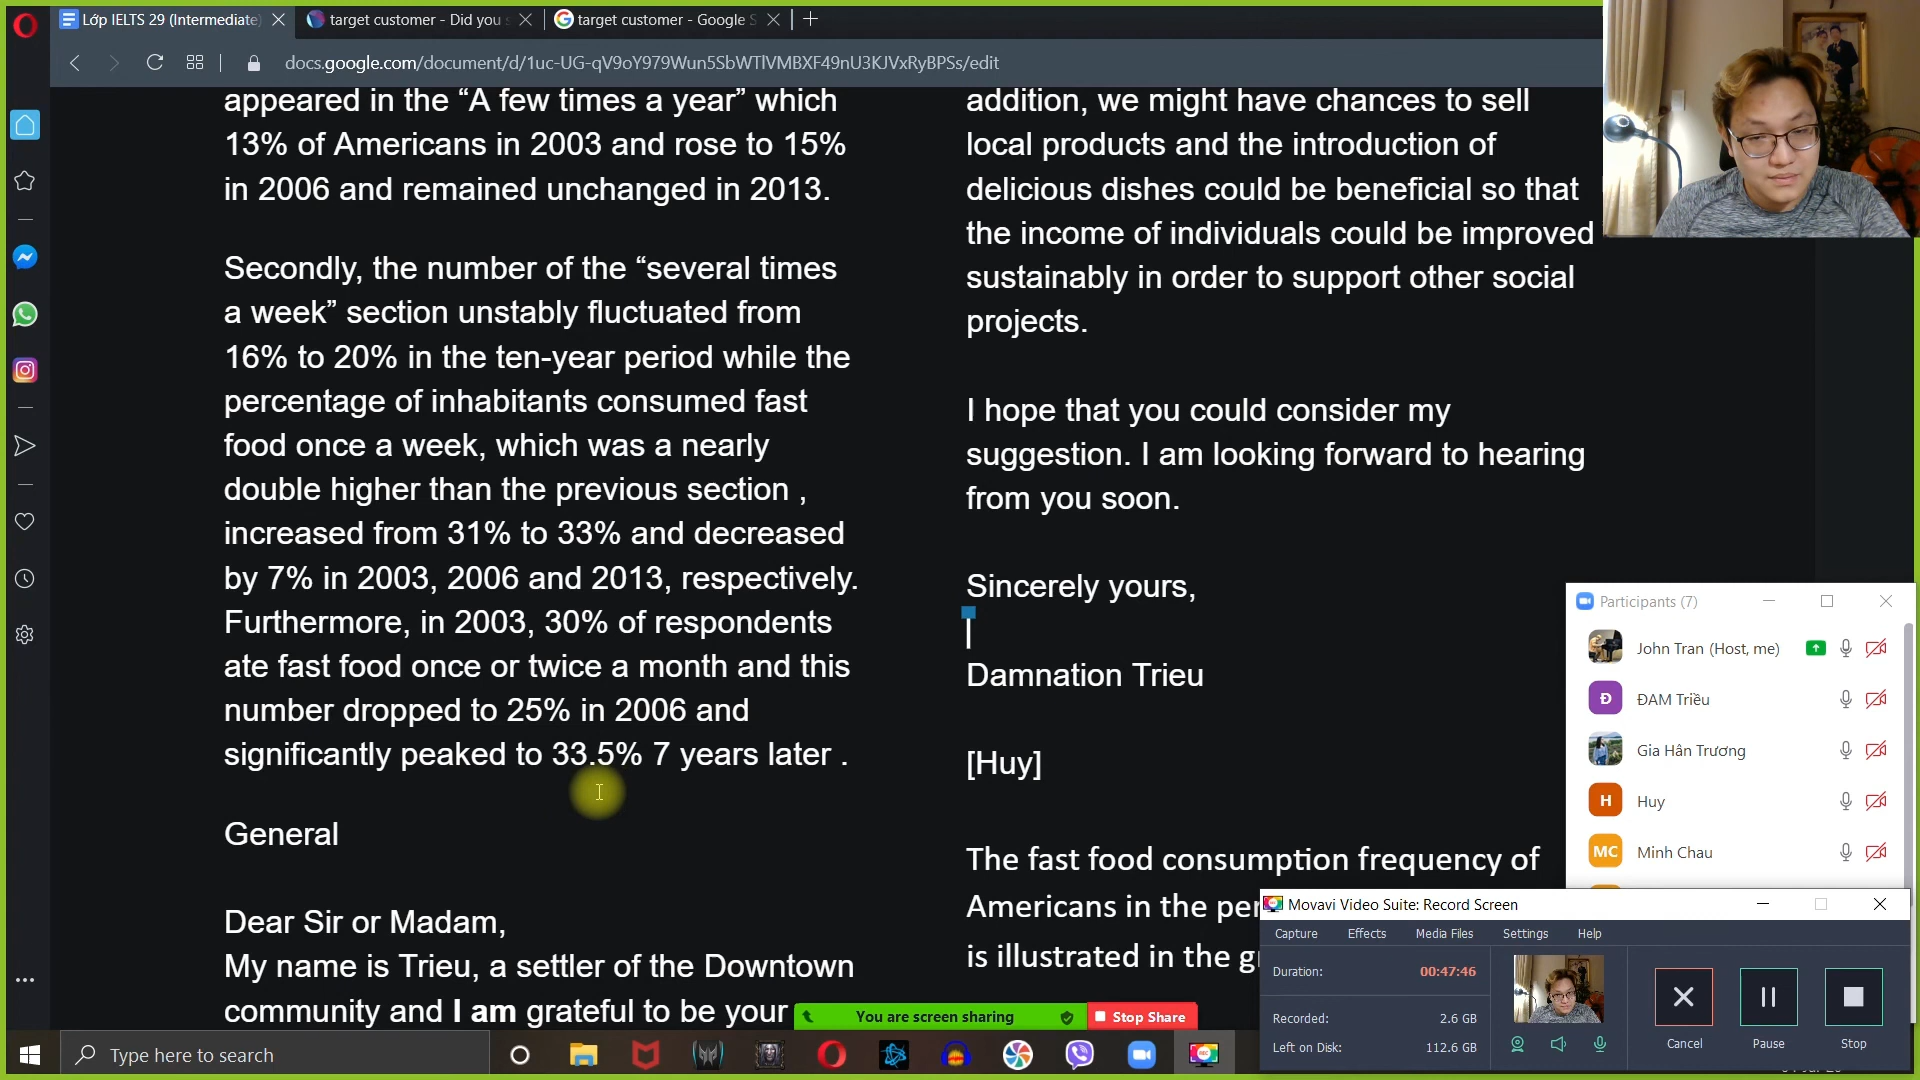 Lớp IELTS 29 (Intermediate)
target customer - Did you s
target customer - Google S
docs.google.com/document/d/1uc-UG-qV9oY979Wun5SbWTlVMBXF49nU3KJVxRyBPSs/edit
appeared in the “A few times a year” which
13% of Americans in 2003 and rose to 15%
in 2006 and remained unchanged in 2013.
Secondly, the number of the “several times
a week” section unstably fluctuated from
16% to 20% in the ten-year period while the
percentage of inhabitants consumed fast
food once a week, which was a nearly
double higher than the previous section ,
increased from 31% to 33% and decreased
by 7% in 2003, 2006 and 2013, respectively.
Furthermore, in 2003, 30% of respondents
ate fast food once or twice a month and this
number dropped to 25% in 2006 and
significantly peaked to 33.5% 7 years later .
General
Dear Sir or Madam,
My name is Trieu, a settler of the Downtown
community and I am grateful to be your
addition, we might have chances to sell
local products and the introduction of
delicious dishes could be beneficial so that
the income of individuals could be improved
sustainably in order to support other social
projects.
I hope that you could consider my
suggestion. I am looking forward to hearing
from you soon.
Sincerely yours,
Damnation Trieu
[Huy]
The fast food consumption frequency of
Americans in the per
is illustrated in the g
Participants (7)
John Tran (Host, me)
Đ
ĐAM Triều
Gia Hân Trương
H
Huy
MC
Minh Chau
Movavi Video Suite: Record Screen
Capture
Effects
Media Files
Settings
Help
Duration:
00:47:46
Recorded:
2.6 GB
Left on Disk:
112.6 GB
Cancel
Pause
Stop
You are screen sharing
Stop Share
Type here to search